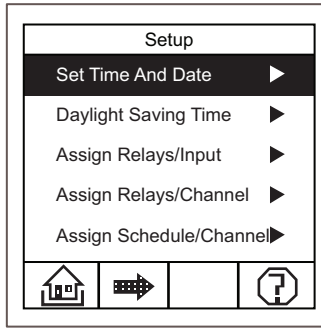 Setup
Set Time And Date
Daylight Saving Time
Assign Relays/Input
Assign Relays/Channel
Assign Schedule/Channel
?